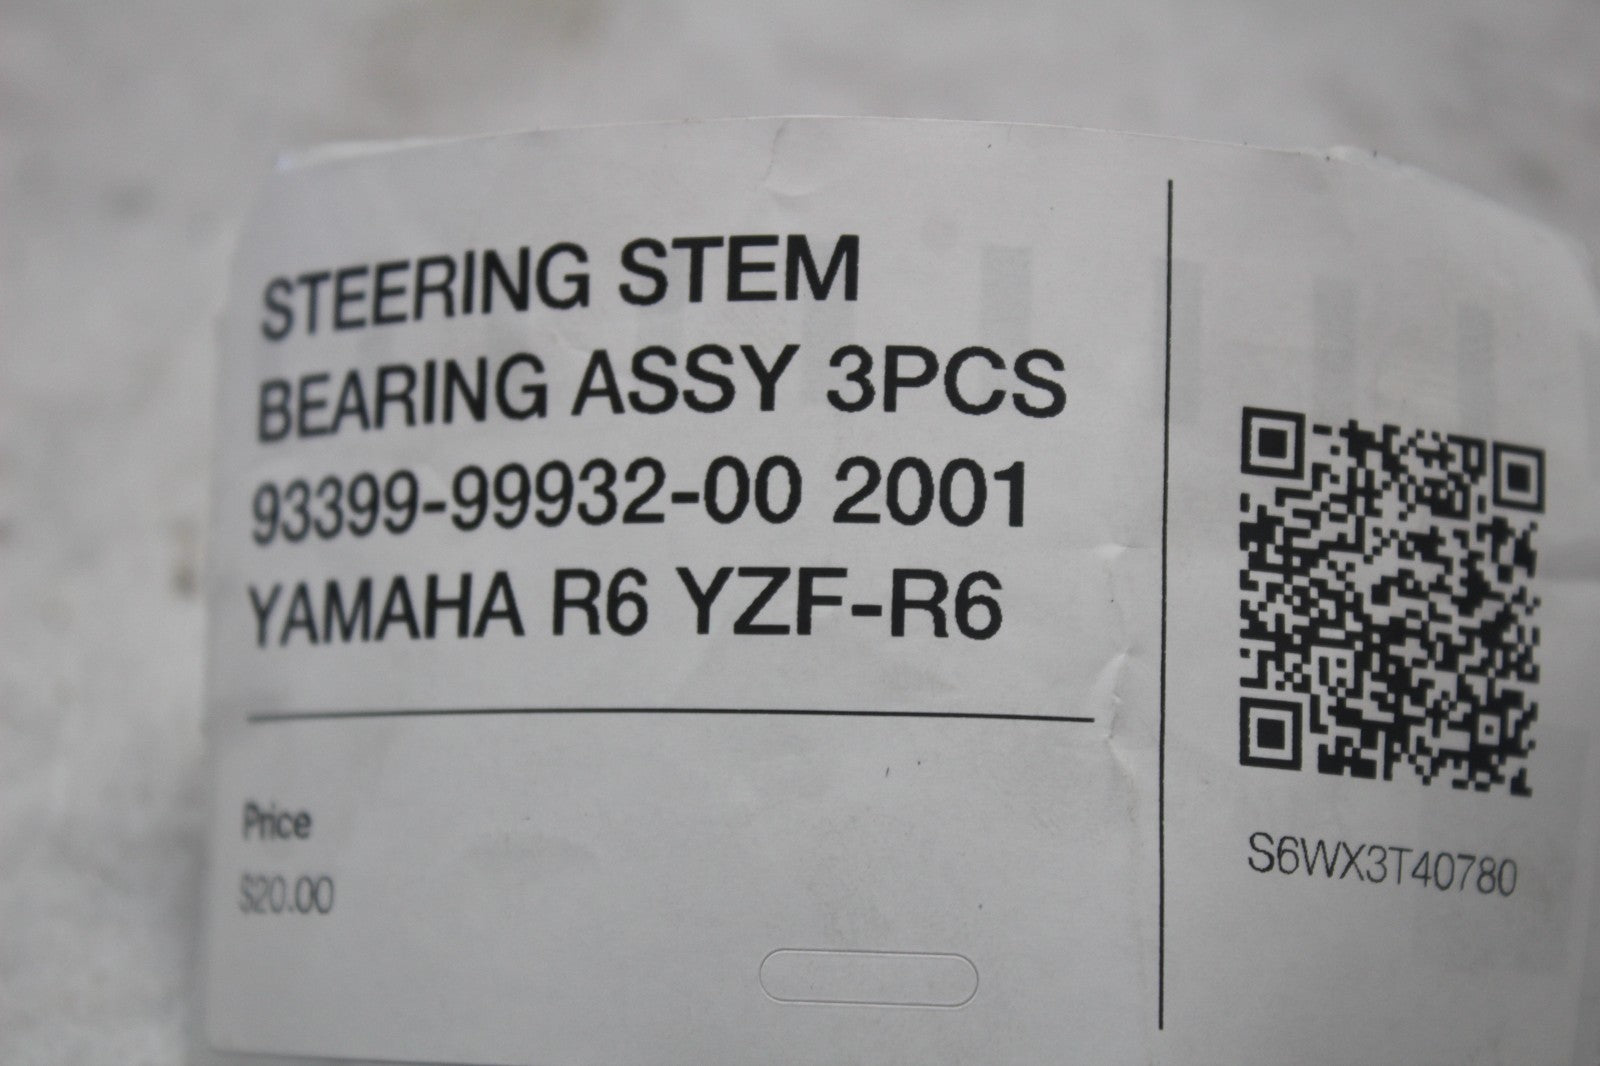 STEERING STEM
BEARING ASSY 3PCS
93399-99932-00 2001
YAMAHA R6 YZF-R6
Price
$20.00
S6WX3T40780